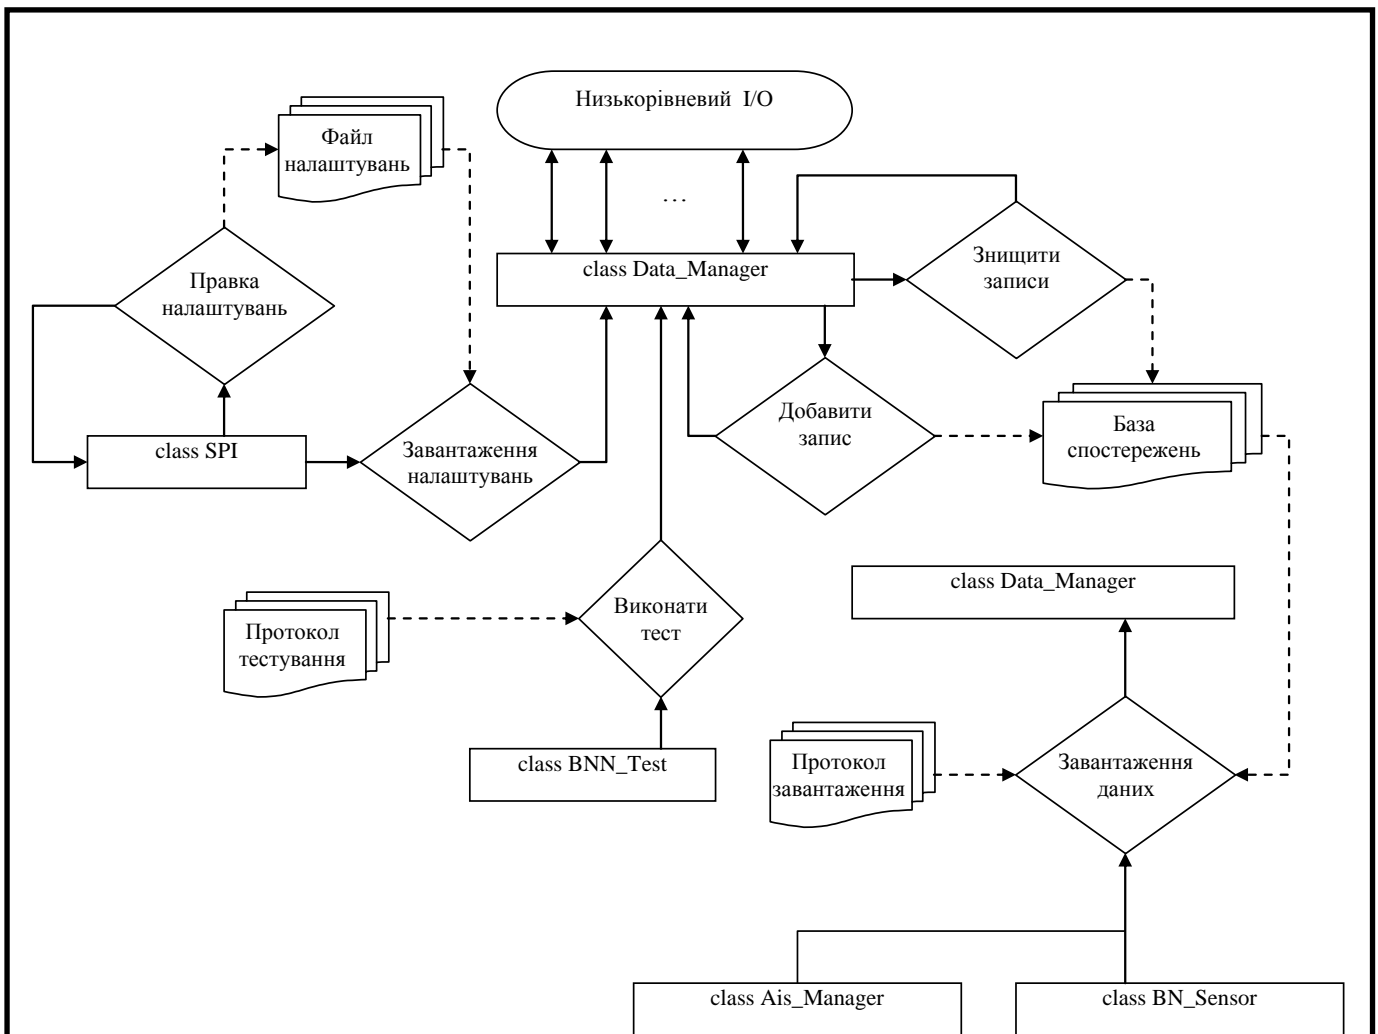 Низькорівневий I/O
Файл
налаштувань
...
class Data_Manager
Знищити
записи
Правка
налаштувань
Добавити
запис
База
спостережень
class SPI
Завантаження
налаштувань
class Data_Manager
Виконати
тест
Протокол
тестування
class BNN_Test
Протокол
завантаження
Завантаження
даних
class Ais_Manager
class BN_Sensor